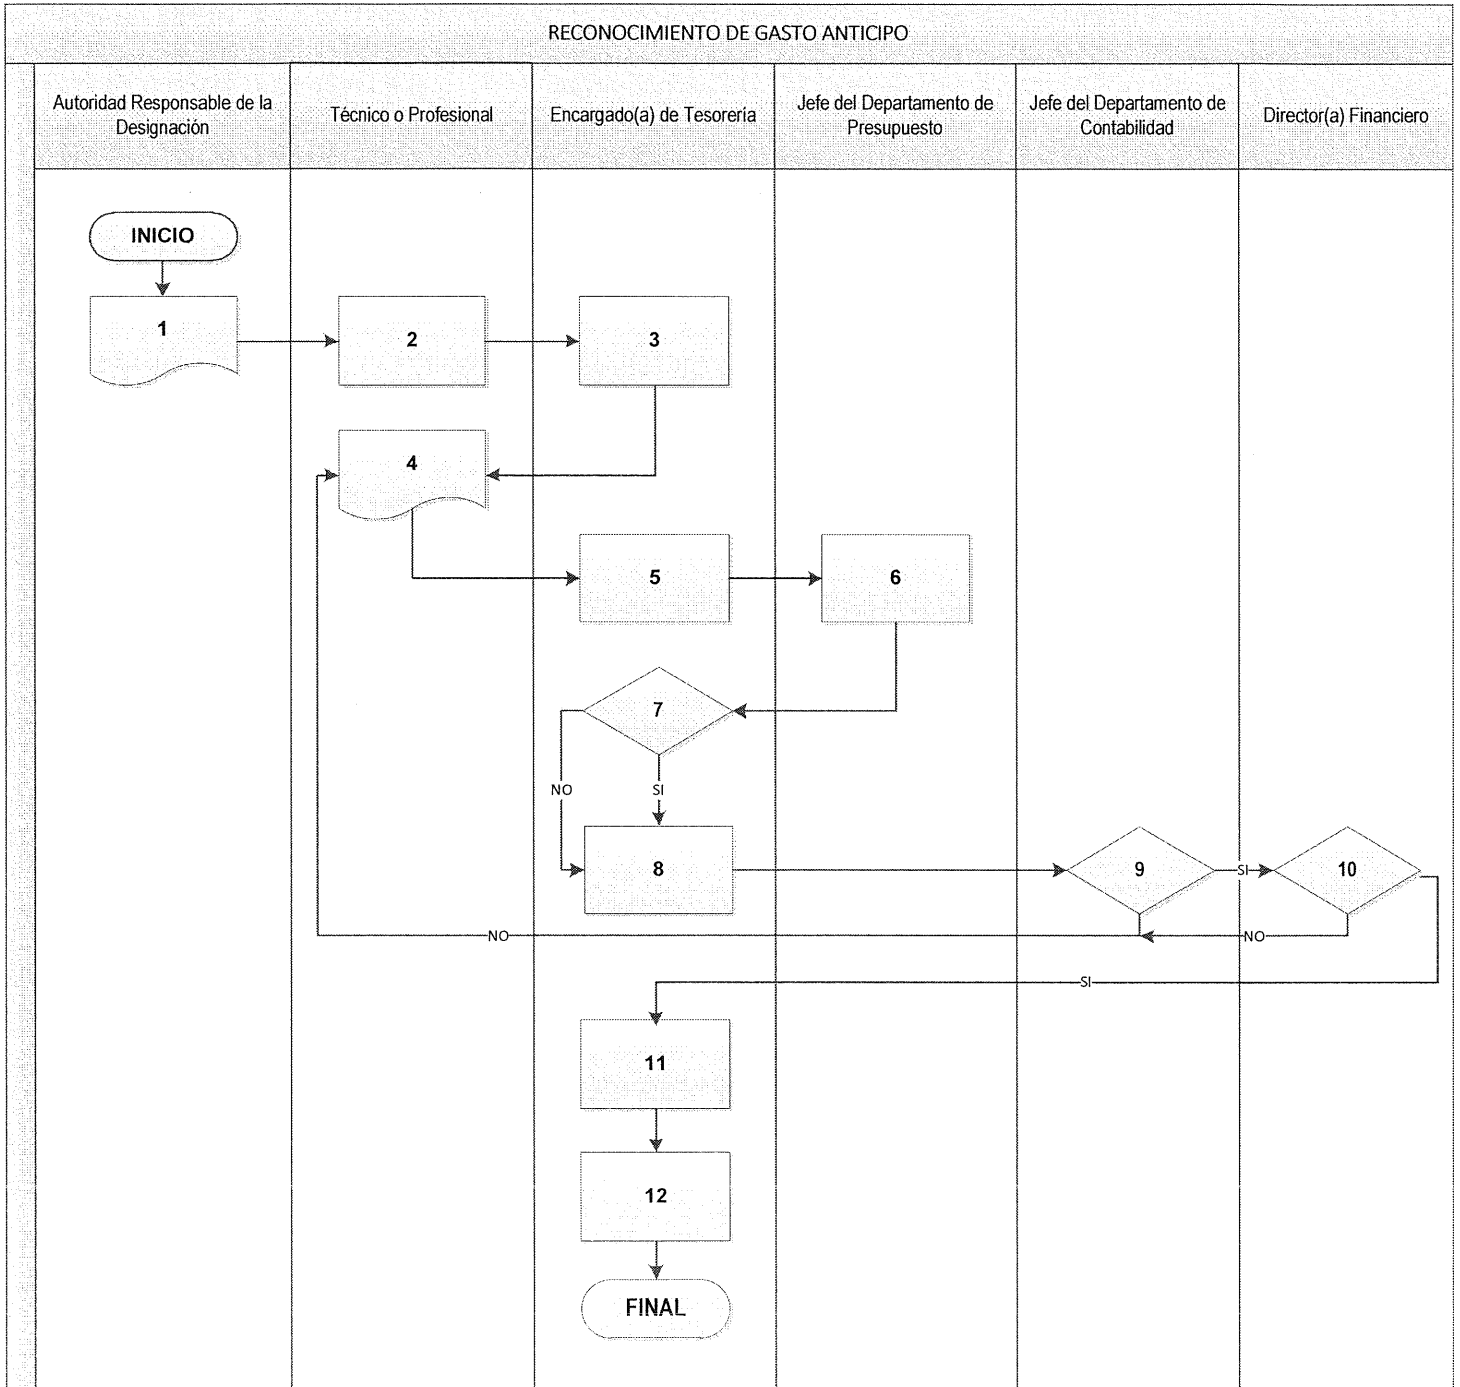 RECONOCIMIENTO DE GASTO ANTICIPO
Autoridad Responsable de la
Designación
Técnico o Profesional
Encargado(a) de Tesorería
Jefe del Departamento de
Presupuesto
Jefe del Departamento de
Contabilidad
Director(a) Financiero
INICIO
1
2
3
4
5
6
7
NO
SI
8
9
SI
10
NO
NO
SI
11
12
FINAL